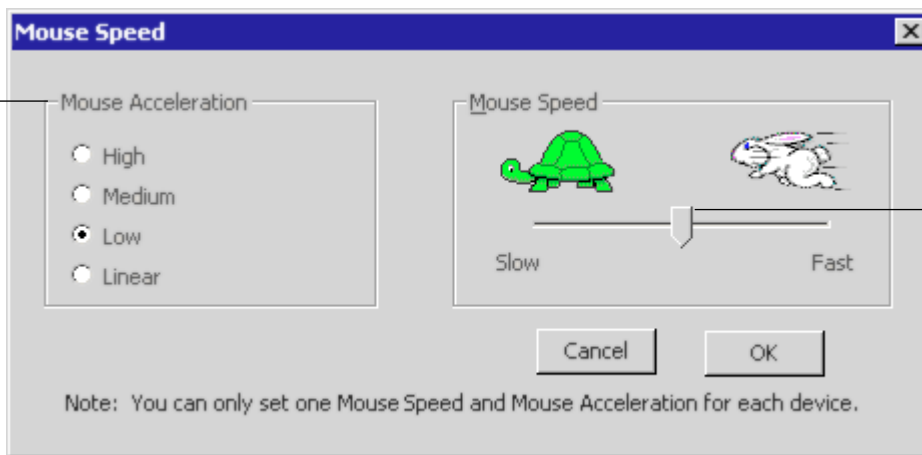 Mouse Speed
Mouse Acceleration
High
Medium
Low
Linear
Mouse Speed
Slow Fast
Cancel OK
Note: You can only set one Mouse Speed and Mouse Acceleration for each device.